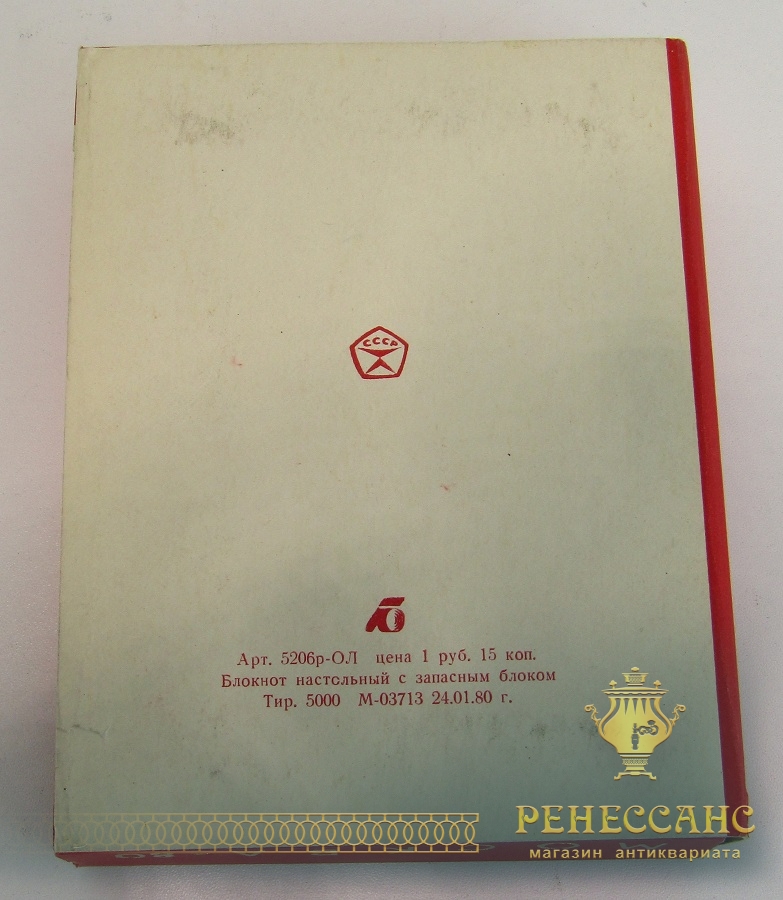 СССР
Арт. 5206р-ОЛ цена 1 руб. 15 коп.
Блокнот настольный с запасным блоком
Тир. 5000 М-03713 24.01.80 г.
РЕНЕССАНС
магазин антиквариата